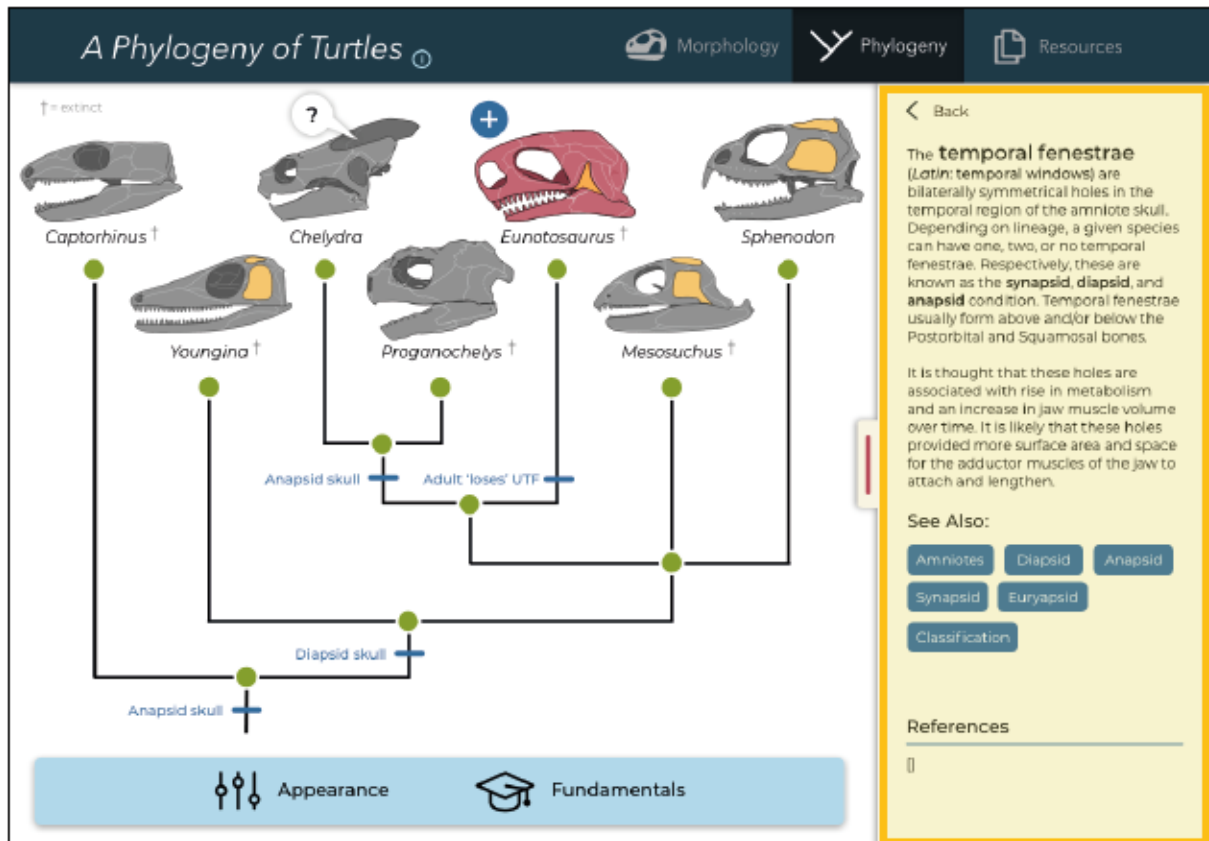 A Phylogeny of Turtles i
Morphology
Phylogeny
Resources
† = extinct
?
+
Captorhinus †
Chelydra
Eunotosaurus †
Sphenodon
Youngina †
Proganochelys †
Mesosuchus †
Anapsid skull
Adult 'loses' UTF
Diapsid skull
Anapsid skull
Appearance
Fundamentals
Back
The temporal fenestrae
(Latin: temporal windows) are
bilaterally symmetrical holes in the
temporal region of the amniote skull.
Depending on lineage, a given species
can have one, two, or no temporal
fenestrae. Respectively, these are
known as the synapsid, diapsid, and
anapsid condition. Temporal fenestrae
usually form above and/or below the
Postorbital and Squamosal bones.
It is thought that these holes are
associated with rise in metabolism
and an increase in jaw muscle volume
over time. It is likely that these holes
provided more surface area and space
for the adductor muscles of the jaw to
attach and lengthen.
See Also:
Amniotes
Diapsid
Anapsid
Synapsid
Euryapsid
Classification
References
[]